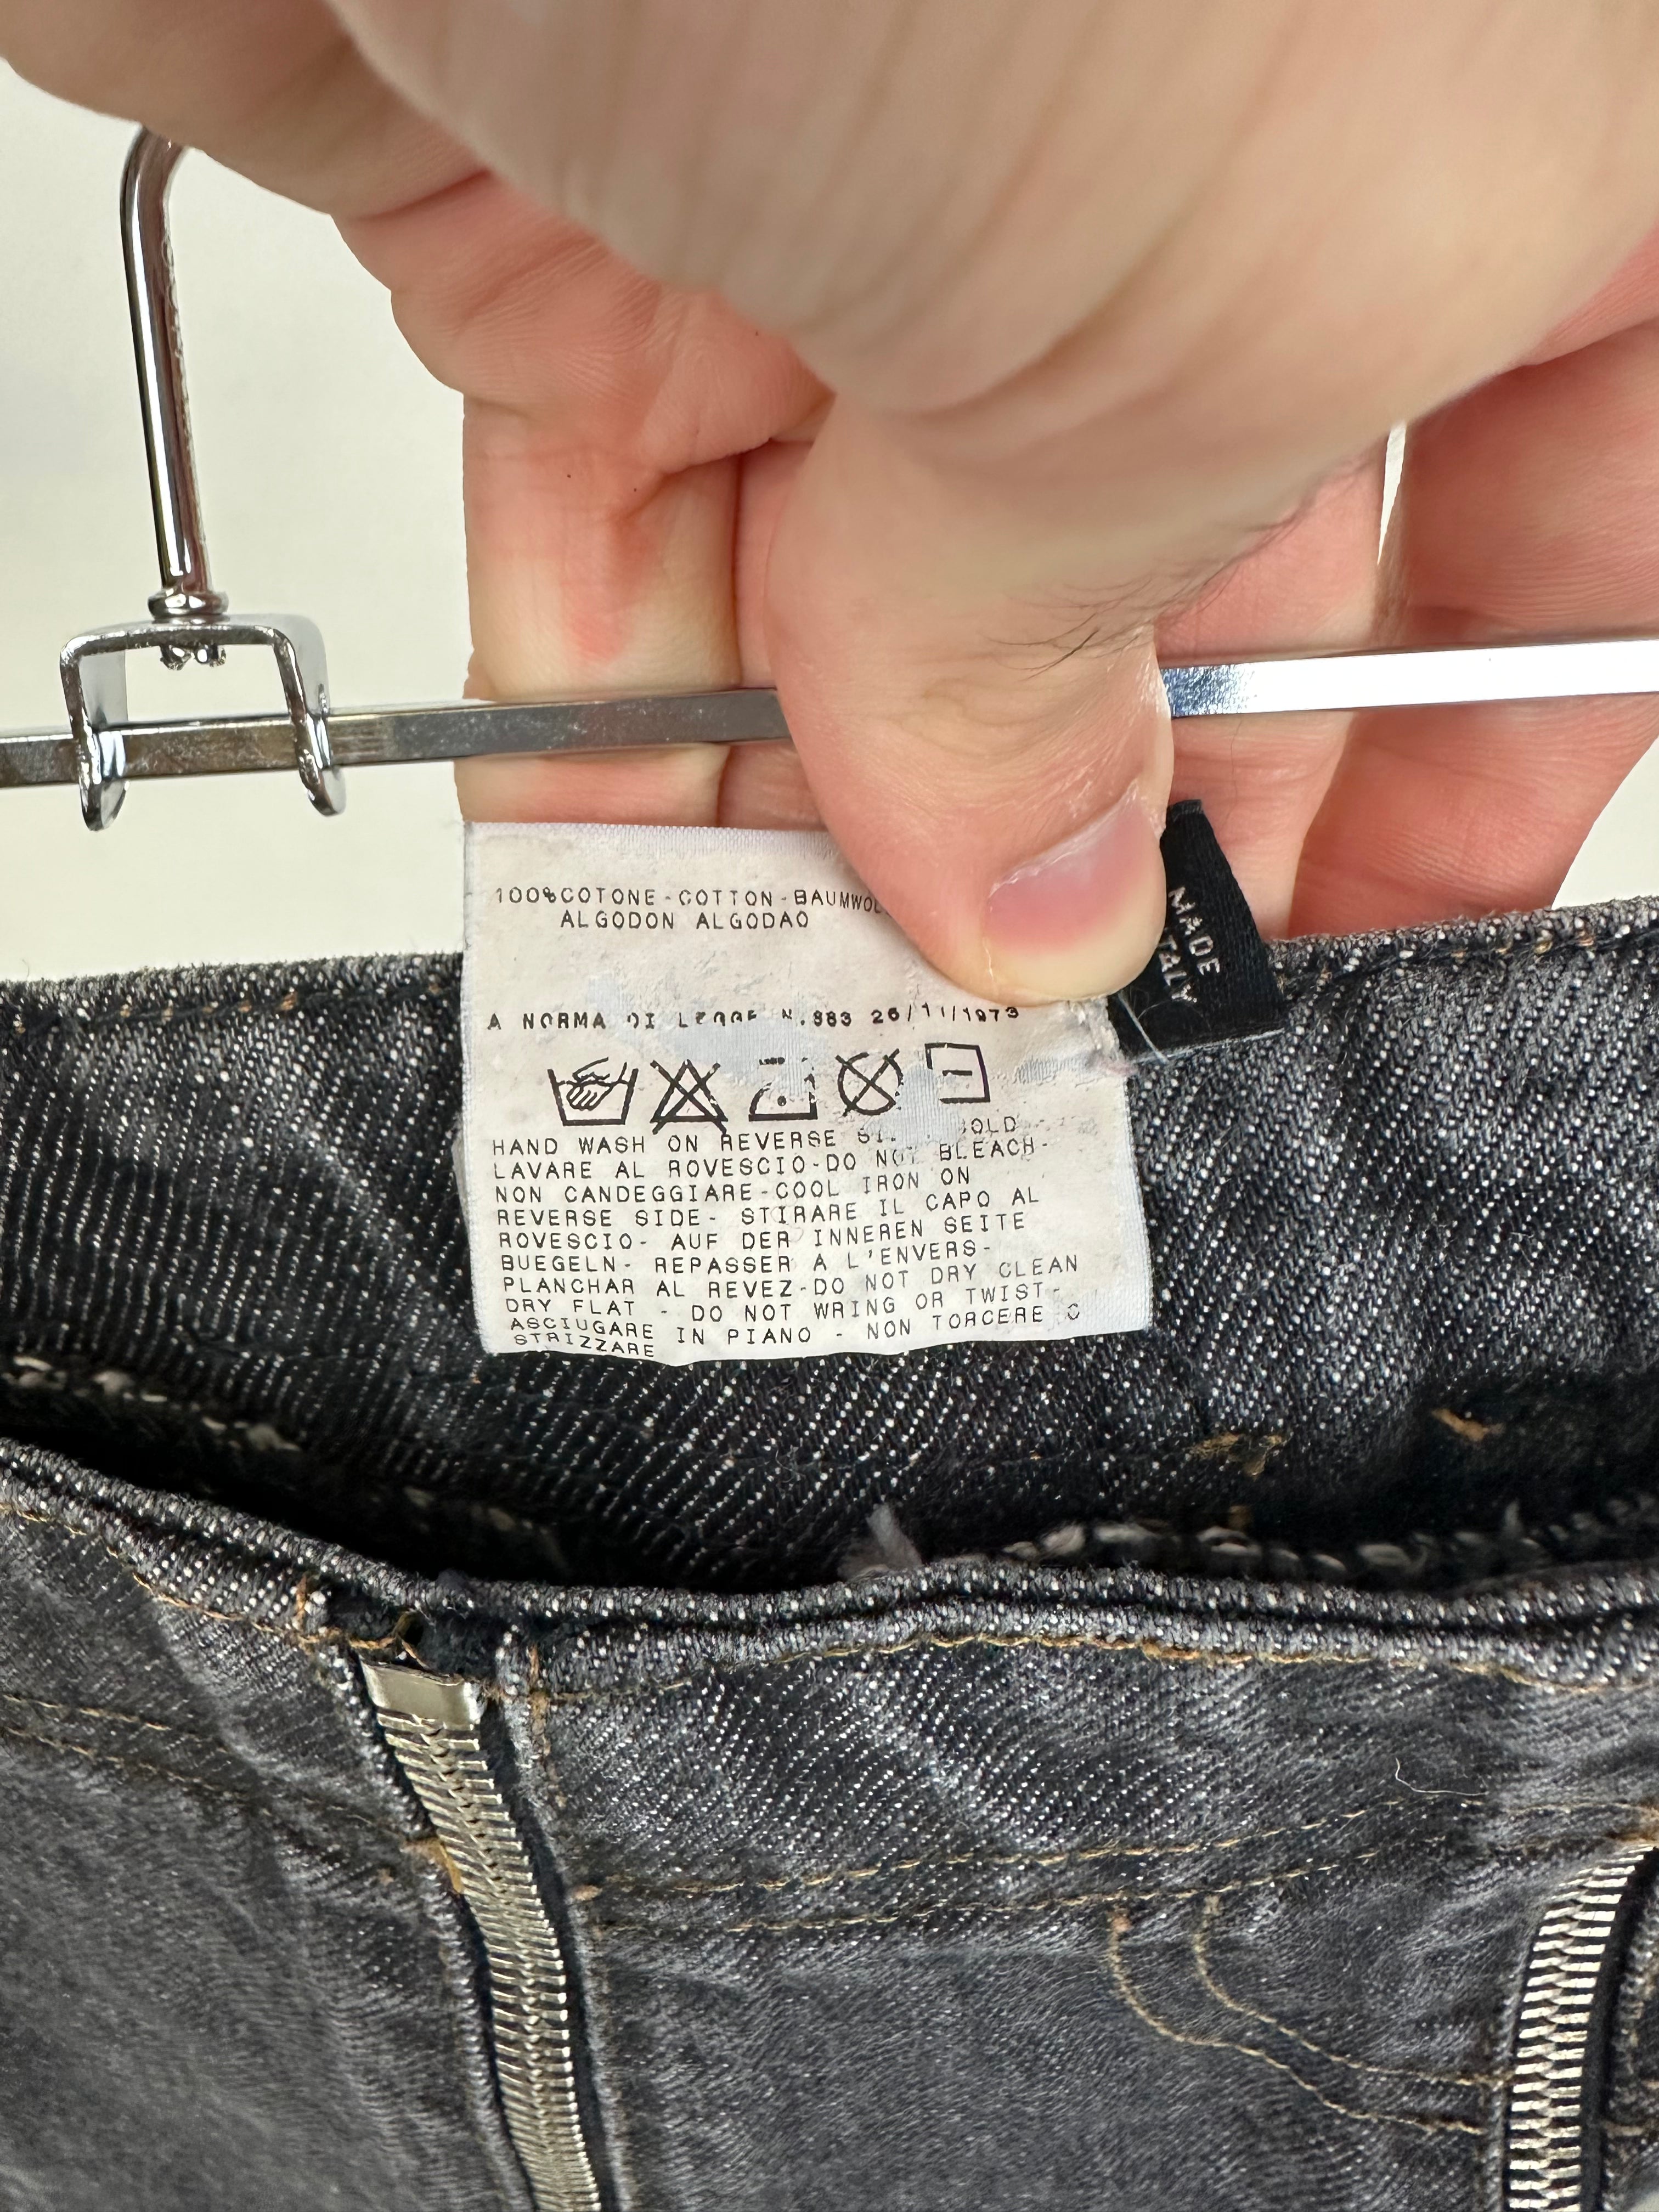 100%COTONE-COTTON-BAUMWOL
ALGODON ALGODAO
A NORMA DI LEGGE N.883 26/11/1973
HAND WASH ON REVERSE COLD
LAVARE AL ROVESCIO-DO NOT BLEACH-
NON CANDEGGIARE-COOL IRON ON
REVERSE SIDE- STIRARE IL CAPO AL
ROVESCIO- AUF DER INNEREN SEITE
BUEGELN- REPASSER A L'ENVERS-
PLANCHAR AL REVEZ-DO NOT DRY CLEAN
DRY FLAT - DO NOT WRING OR TWIST-
ASCIUGARE IN PIANO - NON TORCERE O
STRIZZARE
MADE
ITALY